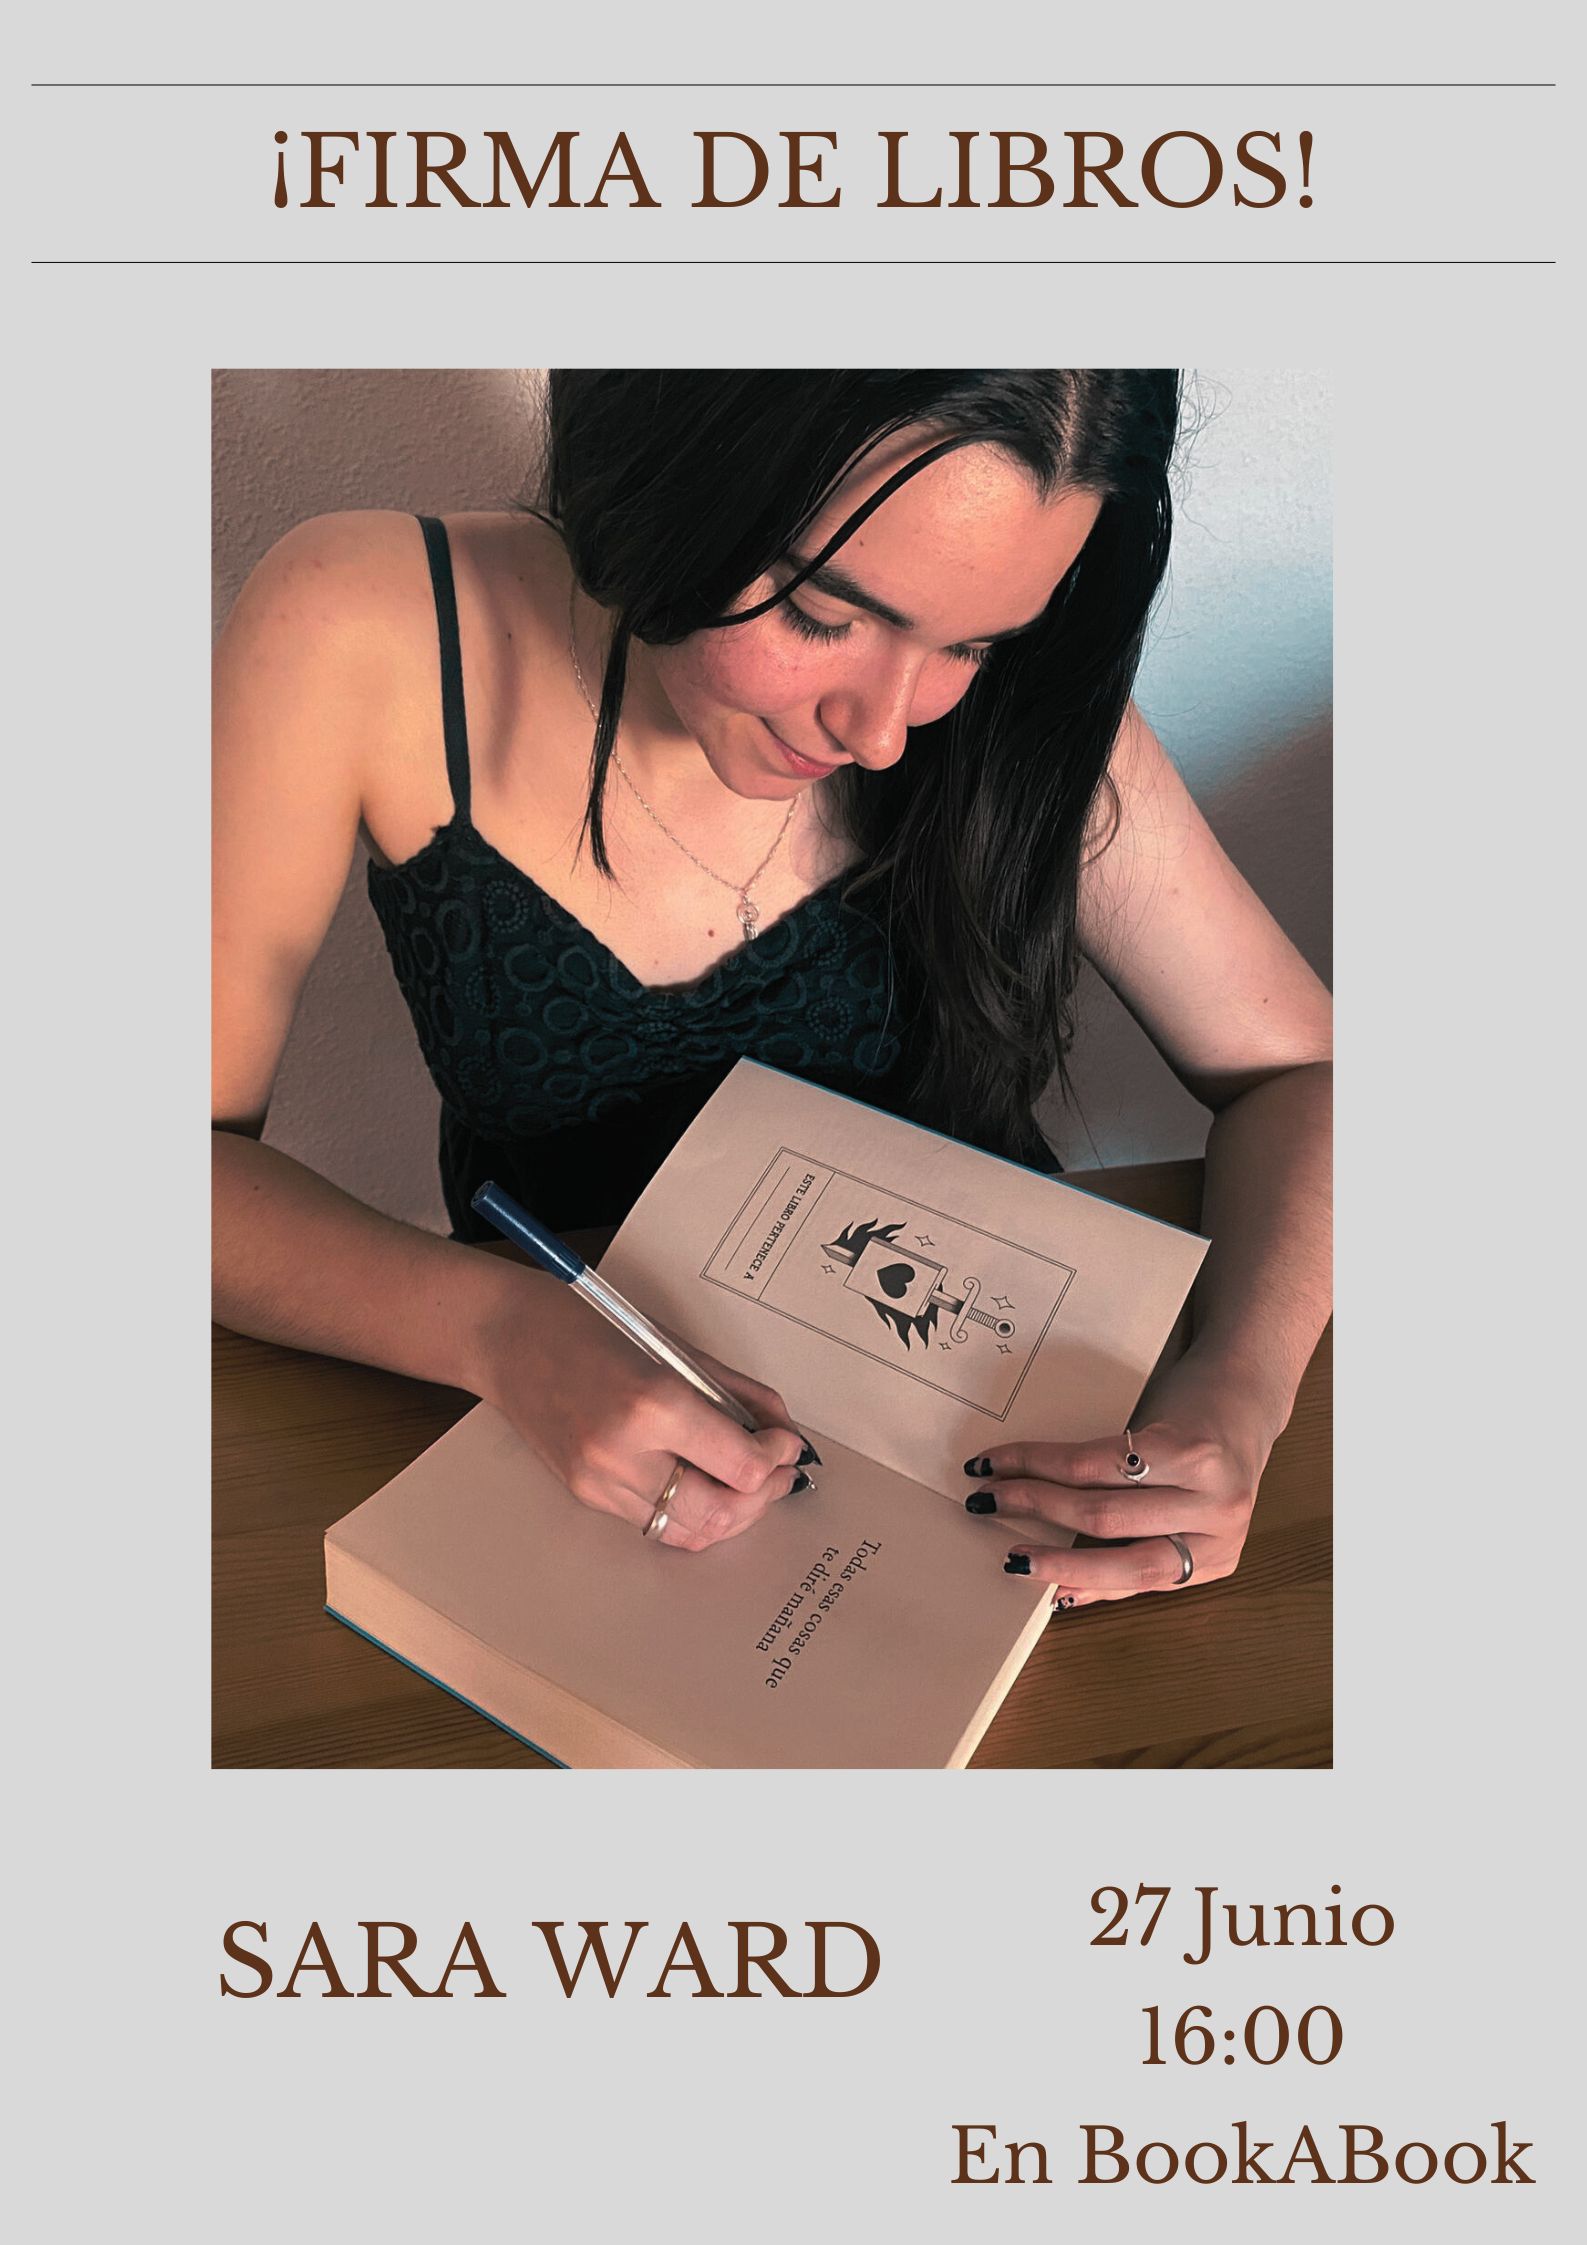 ¡FIRMA DE LIBROS!
ESTE LIBRO PERTENECE A
Todas esas cosas que
te diré mañana
SARA WARD
27 Junio
16:00
En BookABook